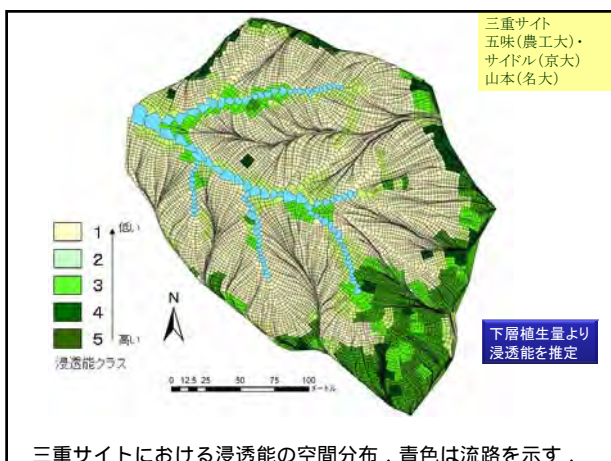 三重サイト
五味(農工大)・
サイドル(京大)
山本(名大)
1 低い
2
3
4
5 高い
浸透能クラス
N
0 12.5 25 50 75 100
メートル
下層植生量より
浸透能を推定
三重サイトにおける浸透能の空間分布．青色は流路を示す．